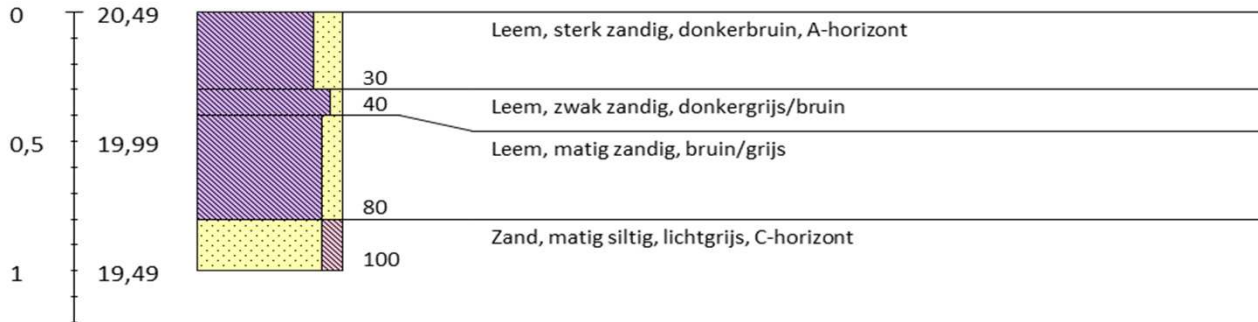 0 20,49 Leem, sterk zandig, donkerbruin, A-horizont
30
40 Leem, zwak zandig, donkergrijs/bruin
0,5 19,99 Leem, matig zandig, bruin/grijs
80
Zand, matig siltig, lichtgrijs, C-horizont
100
1 19,49